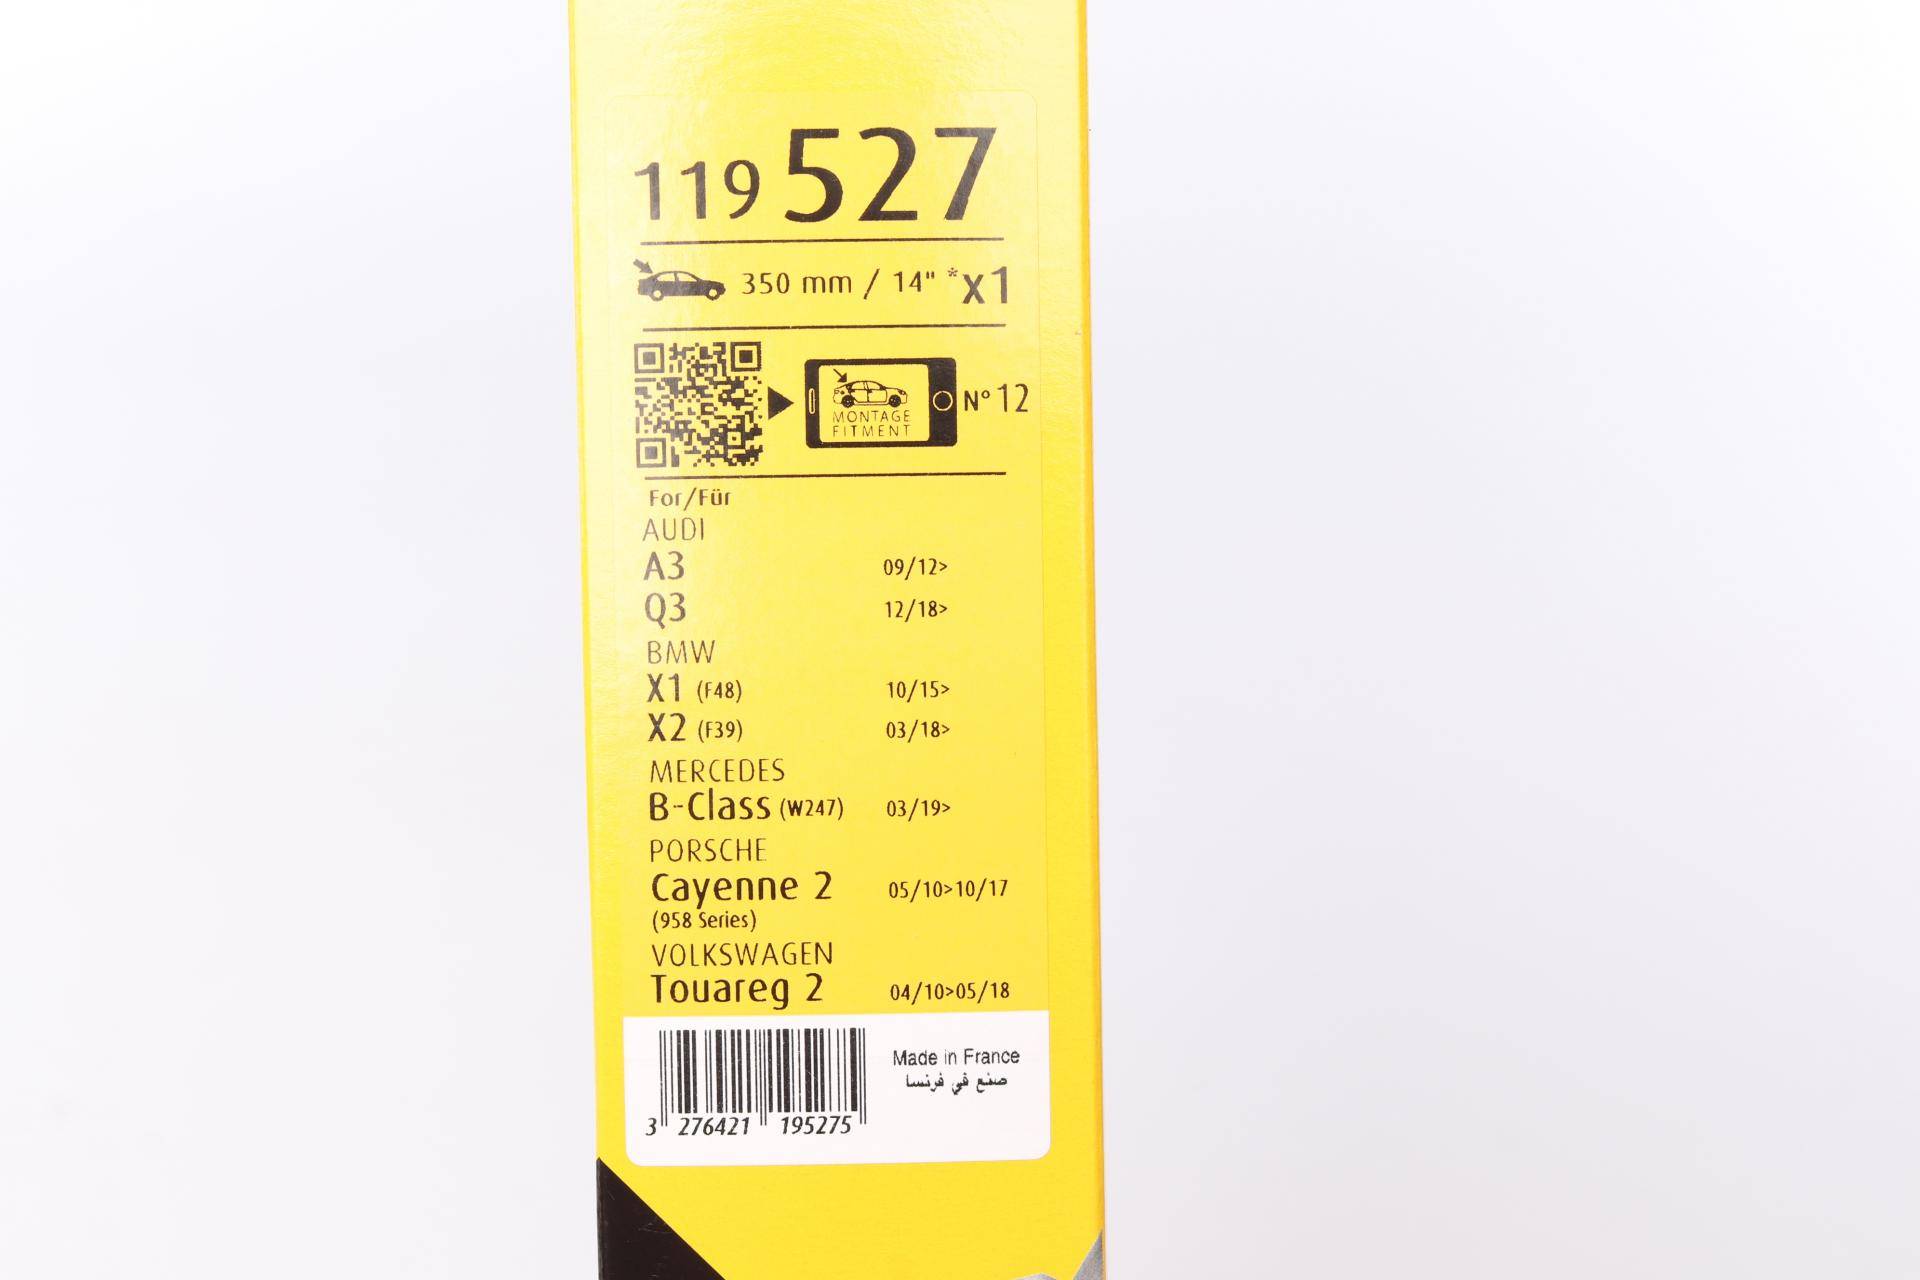 119 527
350 mm / 14" *x1
MONTAGE
FITMENT
N° 12
For/Für
AUDI
A3 09/12>
Q3 12/18>
BMW
X1 (F48) 10/15>
X2 (F39) 03/18>
MERCEDES
B-Class (W247) 03/19>
PORSCHE
Cayenne 2 05/10>10/17
(958 Series)
VOLKSWAGEN
Touareg 2 04/10>05/18
Made in France
صنع في فرنسا
3 276421 195275